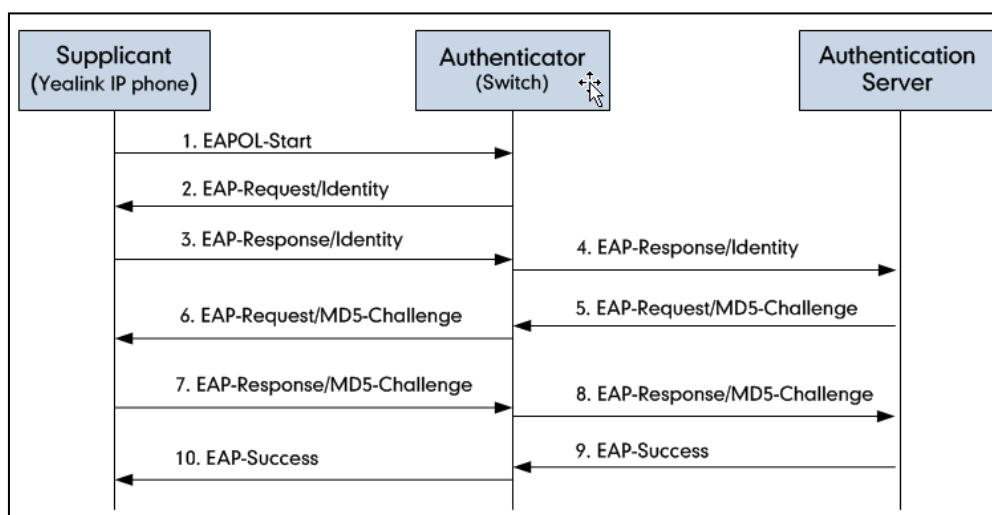 Supplicant
(Yealink IP phone)
Authenticator
(Switch)
Authentication
Server
1. EAPOL-Start
2. EAP-Request/Identity
3. EAP-Response/Identity
4. EAP-Response/Identity
5. EAP-Request/MD5-Challenge
6. EAP-Request/MD5-Challenge
7. EAP-Response/MD5-Challenge
8. EAP-Response/MD5-Challenge
9. EAP-Success
10. EAP-Success